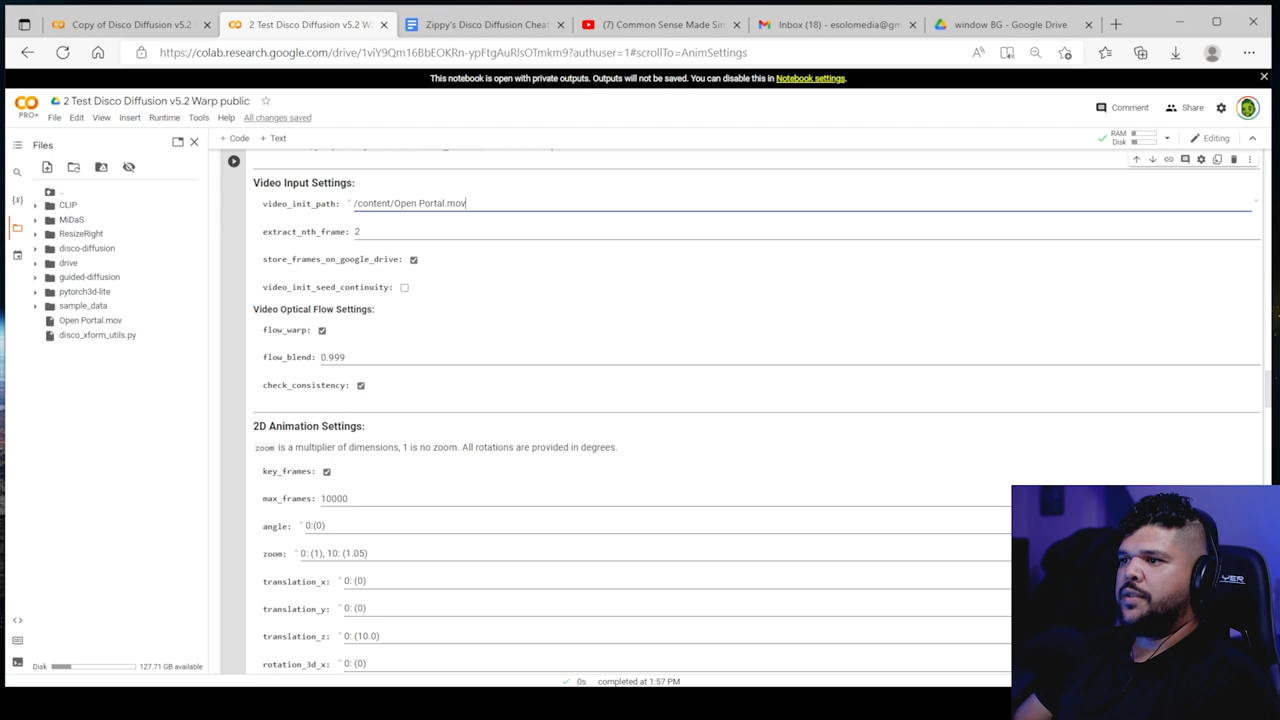 Copy of Disco Diffusion v5.2
2 Test Disco Diffusion v5.2 Wa
Zippy's Disco Diffusion Cheat
(7) Common Sense Made Sim
Inbox (18) - esolomedia@gm
window BG - Google Drive
https://colab.research.google.com/drive/1viY9Qm16BbEOKRn-ypFtgAuRlsOTmkm9?authuser=1#scrollTo=AnimSettings
This notebook is open with private outputs. Outputs will not be saved. You can disable this in Notebook settings.
PRO+
2 Test Disco Diffusion v5.2 Warp public
File Edit View Insert Runtime Tools Help All changes saved
Comment Share
Files
+ Code + Text
RAM
Disk
Editing
..
CLIP
MiDaS
ResizeRight
disco-diffusion
drive
guided-diffusion
pytorch3d-lite
sample_data
Open Portal.mov
disco_xform_utils.py
Disk 127.71 GB available
Video Input Settings:
video_init_path: " /content/Open Portal.mov "
extract_nth_frame: 2
store_frames_on_google_drive:
video_init_seed_continuity:
Video Optical Flow Settings:
flow_warp:
flow_blend: 0.999
check_consistency:
2D Animation Settings:
zoom is a multiplier of dimensions, 1 is no zoom. All rotations are provided in degrees.
key_frames:
max_frames: 10000
angle: " 0:(0)
zoom: " 0: (1), 10: (1.05)
translation_x: " 0: (0)
translation_y: " 0: (0)
translation_z: " 0: (10.0)
rotation_3d_x: " 0: (0)
0s completed at 1:57 PM